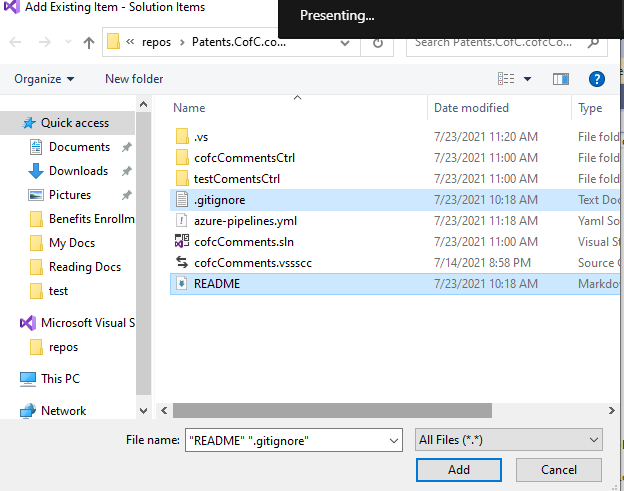 Add Existing Item - Solution Items
Presenting...
« repos › Patents.CofC.co...
Search Patents.CofC.cofcCo...
Organize New folder
Name Date modified Type
Quick access
Documents
Downloads
Pictures
Benefits Enrollm
My Docs
Reading Docs
test
Microsoft Visual S
repos
This PC
Network
.vs 7/23/2021 11:20 AM File fold
cofcCommentsCtrl 7/23/2021 11:00 AM File fold
testComentsCtrl 7/23/2021 11:00 AM File fold
.gitignore 7/23/2021 10:18 AM Text Doc
azure-pipelines.yml 7/23/2021 11:18 AM Yaml So
cofcComments.sln 7/23/2021 11:00 AM Visual St
cofcComments.vssscc 7/14/2021 8:58 PM Source C
README 7/23/2021 10:18 AM Markdow
File name: "README" ".gitignore" All Files (*.*)
Add Cancel